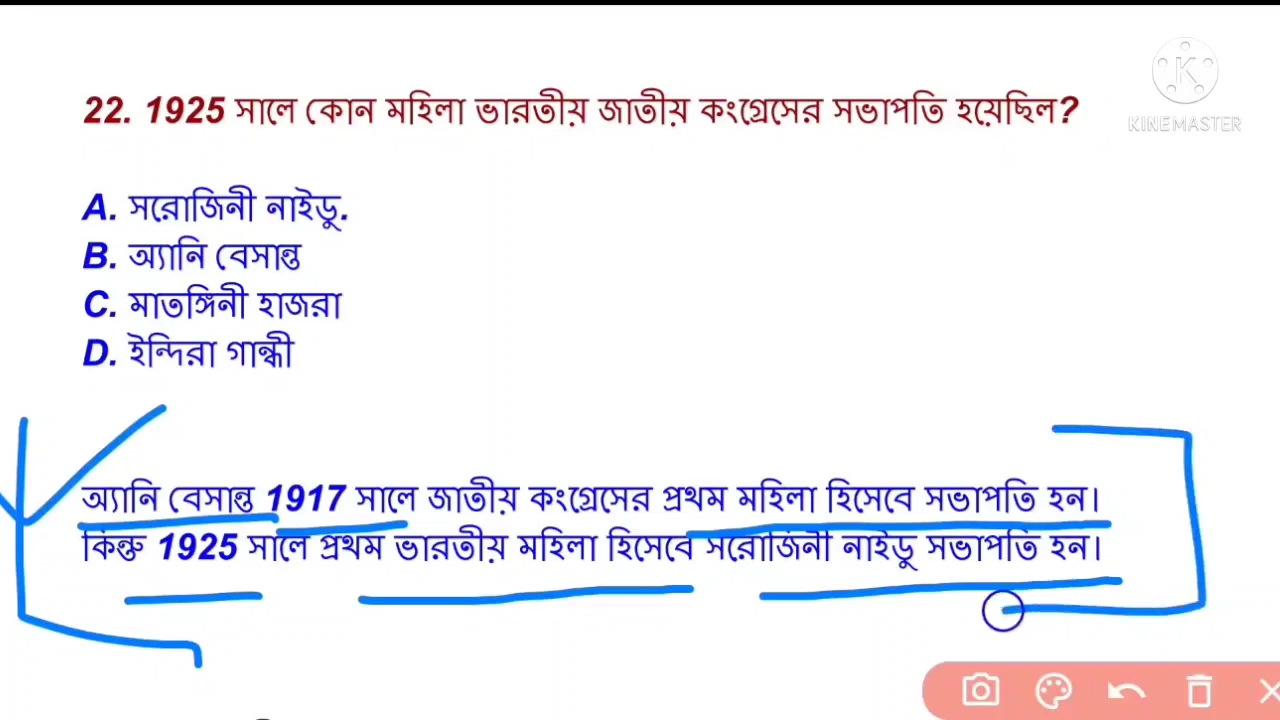 22. 1925 সালে কোন মহিলা ভারতীয় জাতীয় কংগ্রেসের সভাপতি হয়েছিল?
KINEMASTER
A. সরোজিনী নাইডু.
B. অ্যানি বেসান্ত
C. মাতঙ্গিনী হাজরা
D. ইন্দিরা গান্ধী
অ্যানি বেসান্ত 1917 সালে জাতীয় কংগ্রেসের প্রথম মহিলা হিসেবে সভাপতি হন।
কিন্তু 1925 সালে প্রথম ভারতীয় মহিলা হিসেবে সরোজিনী নাইডু সভাপতি হন।